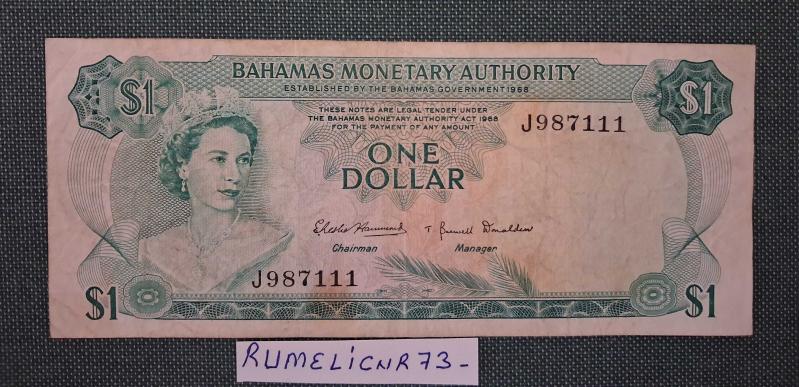 BAHAMAS MONETARY AUTHORITY
ESTABLISHED BY THE BAHAMAS GOVERNMENT 1968
$1
$1
THESE NOTES ARE LEGAL TENDER UNDER
THE BAHAMAS MONETARY AUTHORITY ACT 1968
FOR THE PAYMENT OF ANY AMOUNT
J987111
ONE
DOLLAR
T Baswell Donaldson
Chairman Manager
J987111
$1
$1
RUMELiCNR73-